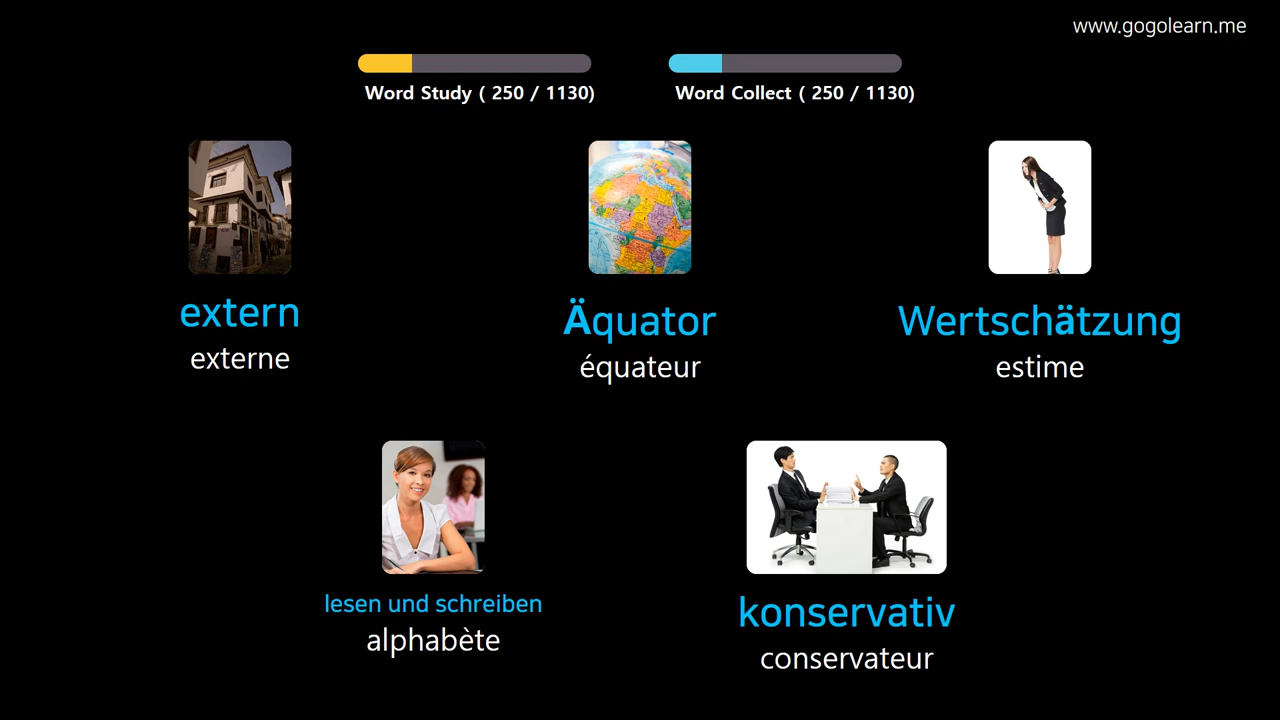 www.gogolearn.me
Word Study ( 250 / 1130)
Word Collect ( 250 / 1130)
extern
externe
Äquator
équateur
Wertschätzung
estime
lesen und schreiben
alphabète
konservativ
conservateur